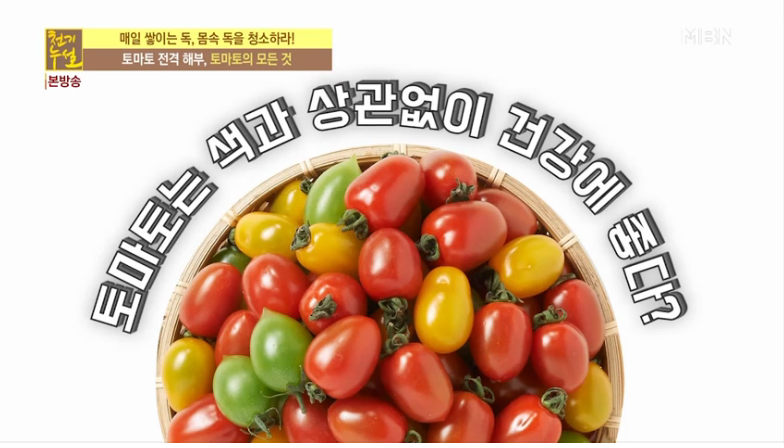 천기
누설
매일 쌓이는 독, 몸속 독을 청소하라!
토마토 전격 해부, 토마토의 모든 것
본방송
MBN
토마토는 색과 상관없이 건강에 좋다?